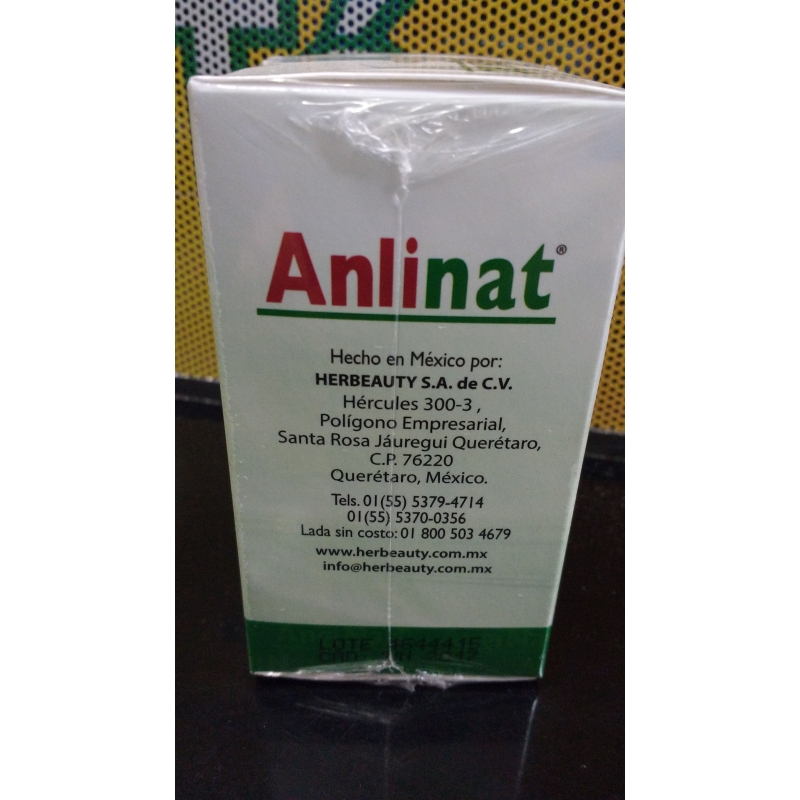 Anlinat®
Hecho en México por:
HERBEAUTY S.A. de C.V.
Hércules 300-3 ,
Polígono Empresarial,
Santa Rosa Jáuregui Querétaro,
C.P. 76220
Querétaro, México.
Tels. 01(55) 5379-4714
01(55) 5370-0356
Lada sin costo: 01 800 503 4679
www.herbeauty.com.mx
info@herbeauty.com.mx
LOTE
CAD.